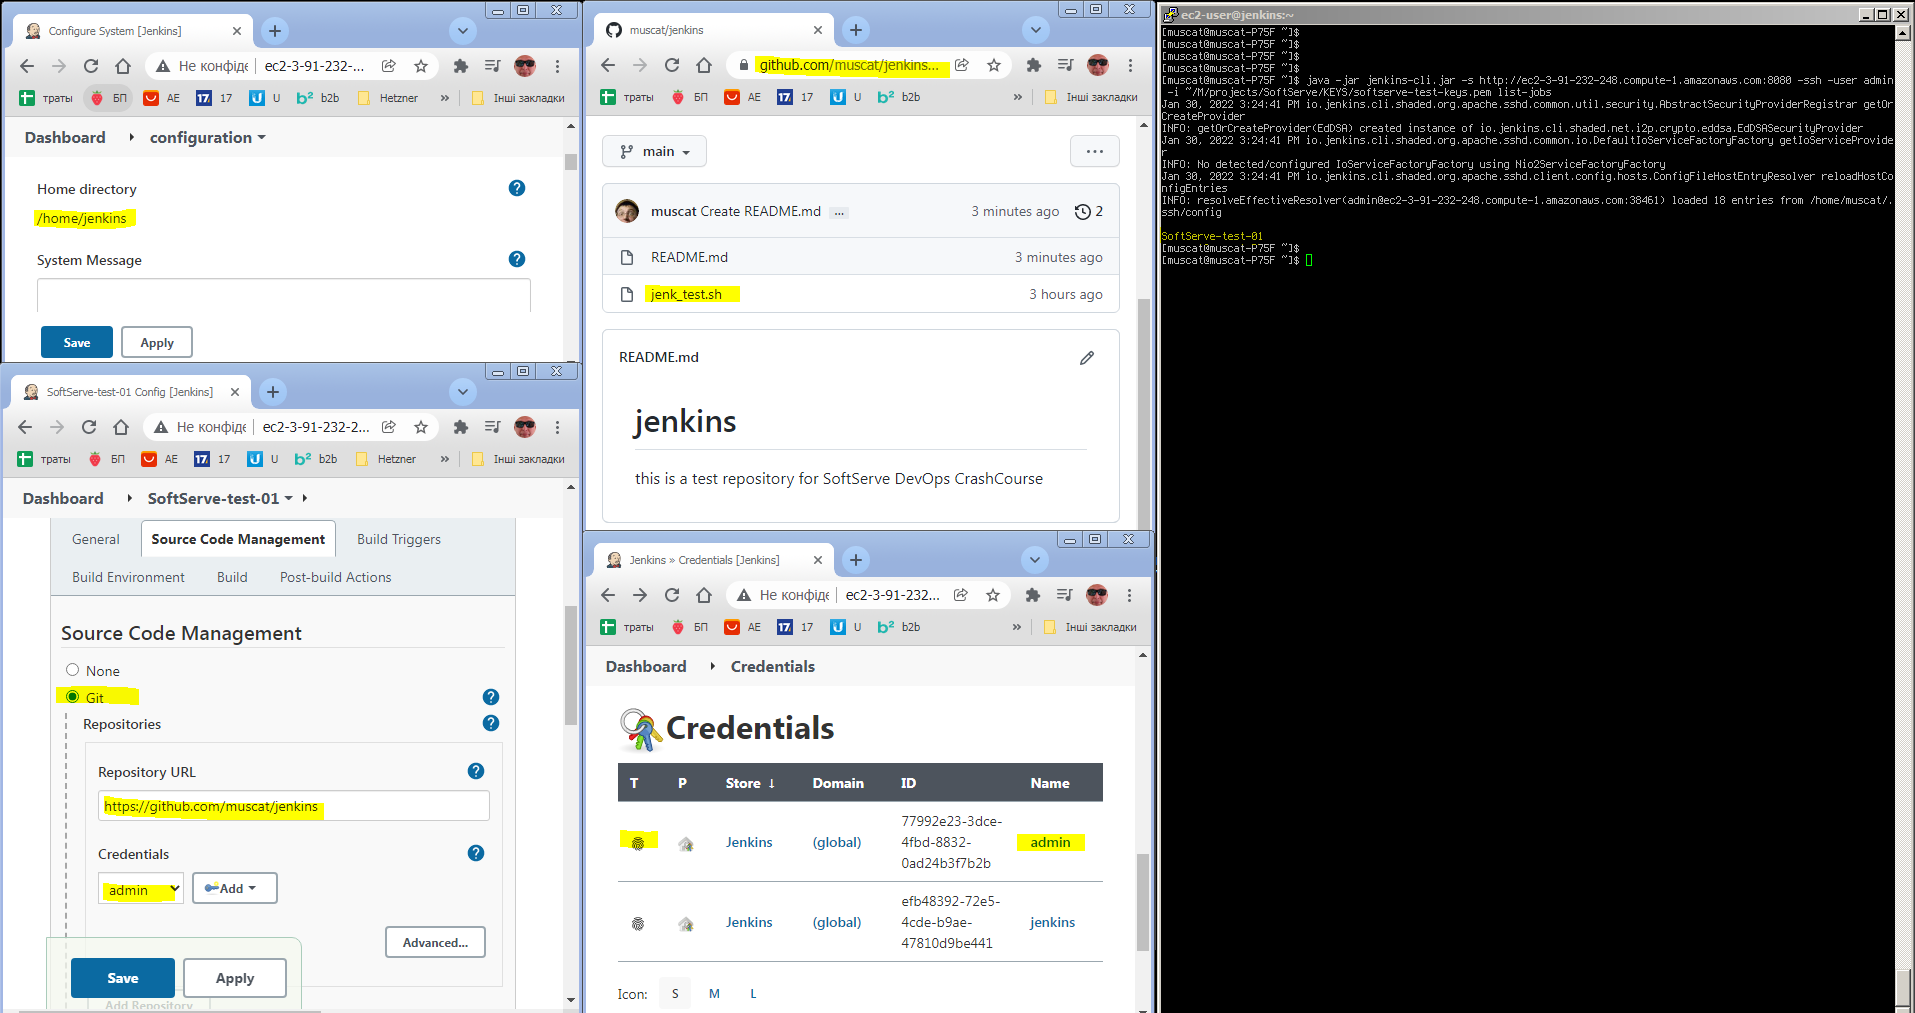 Configure System [Jenkins]
Не конфіде
ec2-3-91-232-...
траты
БП
AE
17
U
b2b
Hetzner
»
Інші закладки
Dashboard
configuration
Home directory
/home/jenkins
System Message
Save
Apply
SoftServe-test-01 Config [Jenkins]
Не конфіде
ec2-3-91-232-2...
траты
БП
AE
17
U
b2b
Hetzner
»
Інші закладки
Dashboard
SoftServe-test-01
General
Source Code Management
Build Triggers
Build Environment
Build
Post-build Actions
Source Code Management
None
Git
Repositories
Repository URL
https://github.com/muscat/jenkins
Credentials
admin
Add
Advanced...
Save
Apply
Add Repository
muscat/jenkins
github.com/muscat/jenkins...
траты
БП
AE
17
U
b2b
»
Інші закладки
main
...
muscat Create README.md ...
3 minutes ago
2
README.md
3 minutes ago
jenk_test.sh
3 hours ago
README.md
jenkins
this is a test repository for SoftServe DevOps CrashCourse
Jenkins » Credentials [Jenkins]
Не конфіде
ec2-3-91-232...
траты
БП
AE
17
U
b2b
»
Інші закладки
Dashboard
Credentials
Credentials
T P Store ↓ Domain ID Name
Jenkins (global) 77992e23-3dce-
4fbd-8832-
0ad24b3f7b2b
admin
Jenkins (global) efb48392-72e5-
4cde-b9ae-
47810d9be441
jenkins
Icon: S M L
ec2-user@jenkins:~
[muscat@muscat-P75F ~]$
[muscat@muscat-P75F ~]$
[muscat@muscat-P75F ~]$
[muscat@muscat-P75F ~]$
[muscat@muscat-P75F ~]$ java -jar jenkins-cli.jar -s http://ec2-3-91-232-248.compute-1.amazonaws.com:8080 -ssh -user admin
-i ~/M/projects/SoftServe/KEYS/softserve-test-keys.pem list-jobs
Jan 30, 2022 3:24:41 PM io.jenkins.cli.shaded.org.apache.sshd.common.util.security.AbstractSecurityProviderRegistrar getOr
CreateProvider
INFO: getOrCreateProvider(EdDSA) created instance of io.jenkins.cli.shaded.net.i2p.crypto.eddsa.EdDSASecurityProvider
Jan 30, 2022 3:24:41 PM io.jenkins.cli.shaded.org.apache.sshd.common.io.DefaultIoServiceFactoryFactory getIoServiceProvide
r
INFO: No detected/configured IoServiceFactoryFactory using Nio2ServiceFactoryFactory
Jan 30, 2022 3:24:41 PM io.jenkins.cli.shaded.org.apache.sshd.client.config.hosts.ConfigFileHostEntryResolver reloadHostCo
nfigEntries
INFO: resolveEffectiveResolver(admin@ec2-3-91-232-248.compute-1.amazonaws.com:38461) loaded 18 entries from /home/muscat/.
ssh/config
SoftServe-test-01
[muscat@muscat-P75F ~]$
[muscat@muscat-P75F ~]$